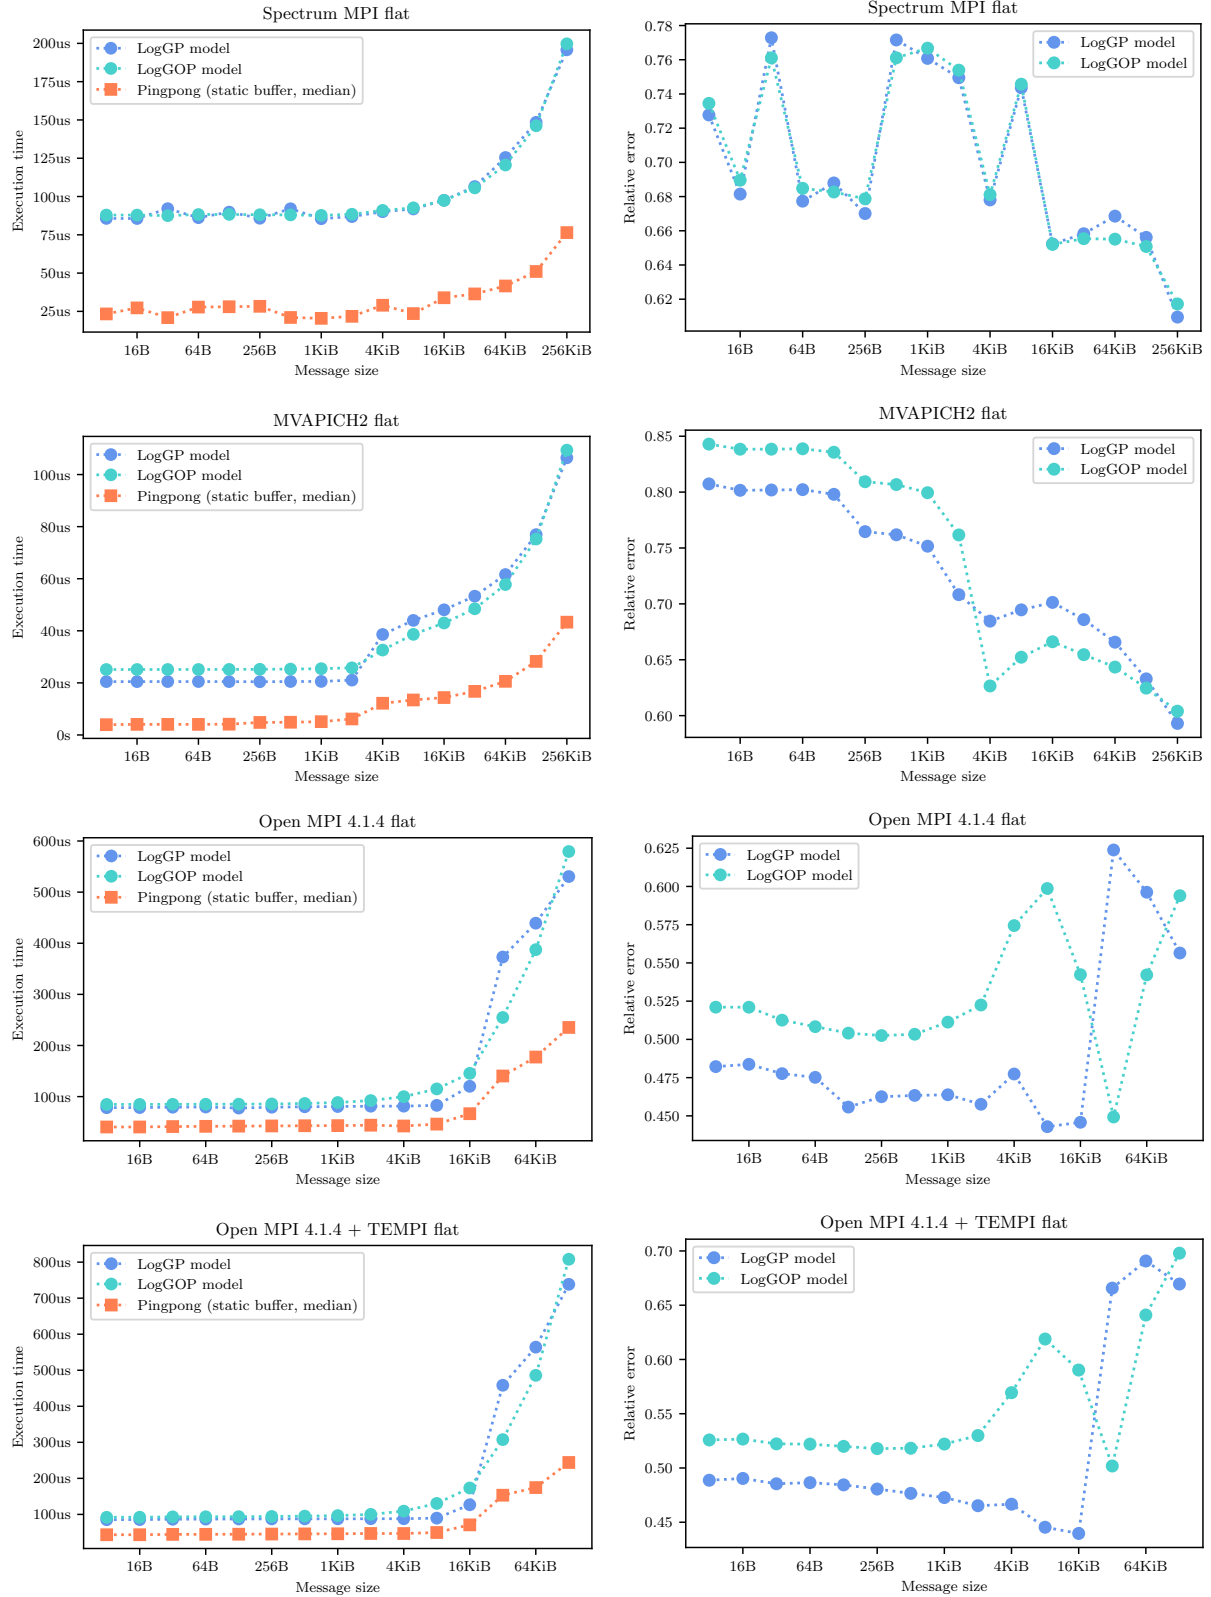 Spectrum MPI flat
200us
175us
150us
125us
100us
75us
50us
25us
Execution time
LogGP model
LogGOP model
Pingpong (static buffer, median)
16B 64B 256B 1KiB 4KiB 16KiB 64KiB 256KiB
Message size
Spectrum MPI flat
0.78
0.76
0.74
0.72
0.70
0.68
0.66
0.64
0.62
Relative error
LogGP model
LogGOP model
16B 64B 256B 1KiB 4KiB 16KiB 64KiB 256KiB
Message size
MVAPICH2 flat
100us
80us
60us
40us
20us
0s
Execution time
LogGP model
LogGOP model
Pingpong (static buffer, median)
16B 64B 256B 1KiB 4KiB 16KiB 64KiB 256KiB
Message size
MVAPICH2 flat
0.85
0.80
0.75
0.70
0.65
0.60
Relative error
LogGP model
LogGOP model
16B 64B 256B 1KiB 4KiB 16KiB 64KiB 256KiB
Message size
Open MPI 4.1.4 flat
600us
500us
400us
300us
200us
100us
Execution time
LogGP model
LogGOP model
Pingpong (static buffer, median)
16B 64B 256B 1KiB 4KiB 16KiB 64KiB
Message size
Open MPI 4.1.4 flat
0.625
0.600
0.575
0.550
0.525
0.500
0.475
0.450
Relative error
LogGP model
LogGOP model
16B 64B 256B 1KiB 4KiB 16KiB 64KiB
Message size
Open MPI 4.1.4 + TEMPI flat
800us
700us
600us
500us
400us
300us
200us
100us
Execution time
LogGP model
LogGOP model
Pingpong (static buffer, median)
16B 64B 256B 1KiB 4KiB 16KiB 64KiB
Message size
Open MPI 4.1.4 + TEMPI flat
0.70
0.65
0.60
0.55
0.50
0.45
Relative error
LogGP model
LogGOP model
16B 64B 256B 1KiB 4KiB 16KiB 64KiB
Message size